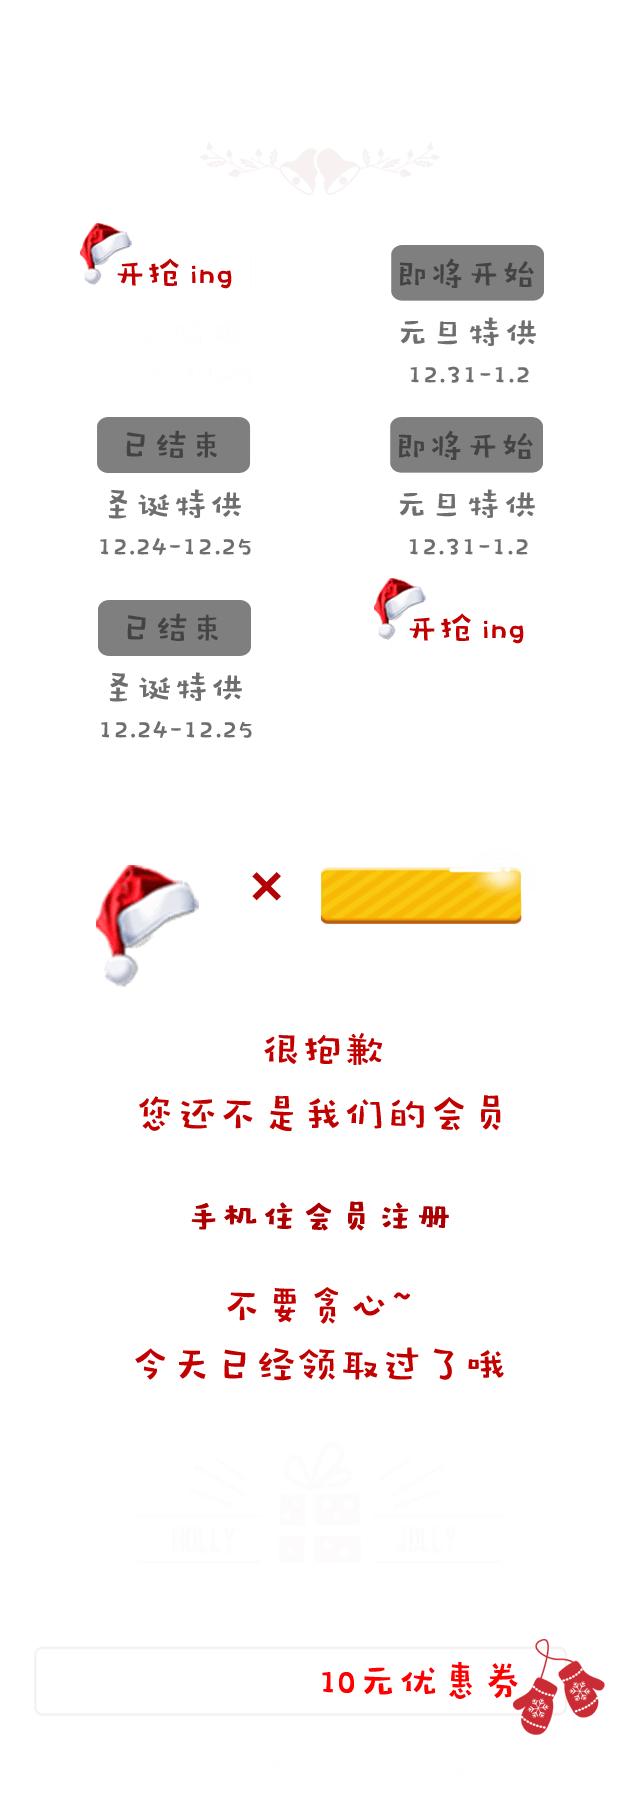 开抢 ing
即将开始
元旦特供
12.31-1.2
已结束
即将开始
圣诞特供
元旦特供
12.24-12.25
12.31-1.2
已结束
开抢 ing
圣诞特供
12.24-12.25
×
很抱歉
您还不是我们的会员
手机住会员注册
不要贪心~
今天已经领取过了哦
HOLLY JOLLY
10元优惠券